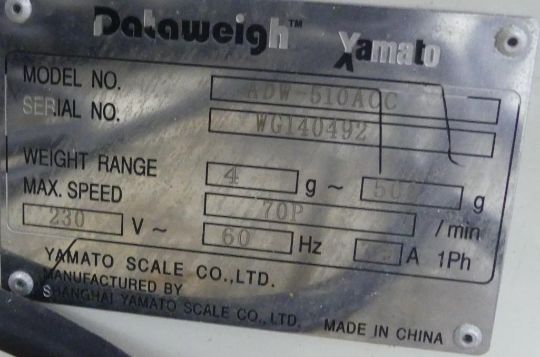 Dataweigh™ Yamato
MODEL NO. ADW-510ACC
SERIAL NO. WG140492
WEIGHT RANGE 4 g ~ g
MAX. SPEED 70P / min
230 V ~ 60 Hz A 1Ph
YAMATO SCALE CO.,LTD.
MANUFACTURED BY
SHANGHAI YAMATO SCALE CO.,LTD. MADE IN CHINA